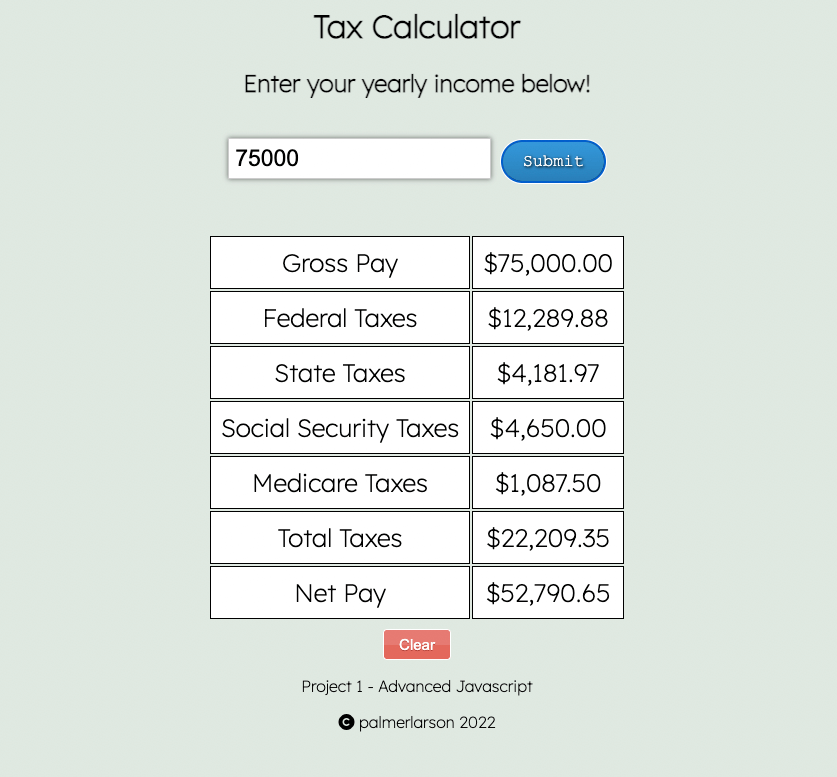 Tax Calculator
Enter your yearly income below!
75000 Submit
Gross Pay $75,000.00
Federal Taxes $12,289.88
State Taxes $4,181.97
Social Security Taxes $4,650.00
Medicare Taxes $1,087.50
Total Taxes $22,209.35
Net Pay $52,790.65
Clear
Project 1 - Advanced Javascript
🅒 palmerlarson 2022